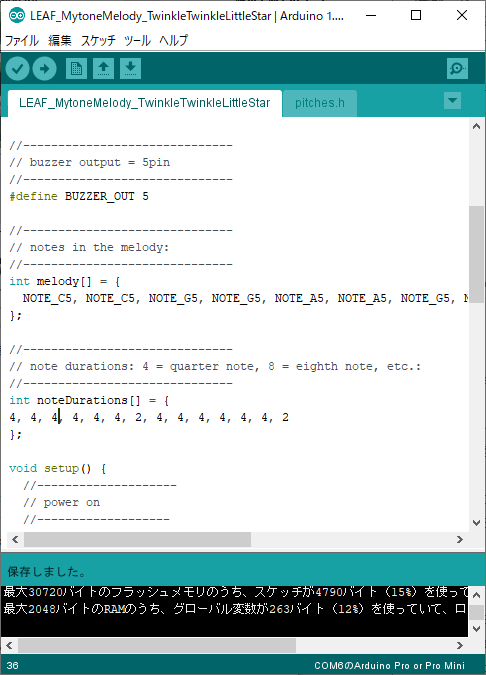 LEAF_MytoneMelody_TwinkleTwinkleLittleStar | Arduino 1....
ファイル 編集 スケッチ ツール ヘルプ
LEAF_MytoneMelody_TwinkleTwinkleLittleStar pitches.h
//------------------------------
// buzzer output = 5pin
//------------------------------
#define BUZZER_OUT 5
//------------------------------
// notes in the melody:
//------------------------------
int melody[] = {
NOTE_C5, NOTE_C5, NOTE_G5, NOTE_G5, NOTE_A5, NOTE_A5, NOTE_G5, N
};
//------------------------------
// note durations: 4 = quarter note, 8 = eighth note, etc.:
//------------------------------
int noteDurations[] = {
4, 4, 4, 4, 4, 4, 2, 4, 4, 4, 4, 4, 4, 2
};
void setup() {
//--------------------
// power on
//-------------------
保存しました。
最大30720バイトのフラッシュメモリのうち、スケッチが4790バイト（15%）を使って
最大2048バイトのRAMのうち、グローバル変数が263バイト（12%）を使っていて、ロ
36 COM6のArduino Pro or Pro Mini